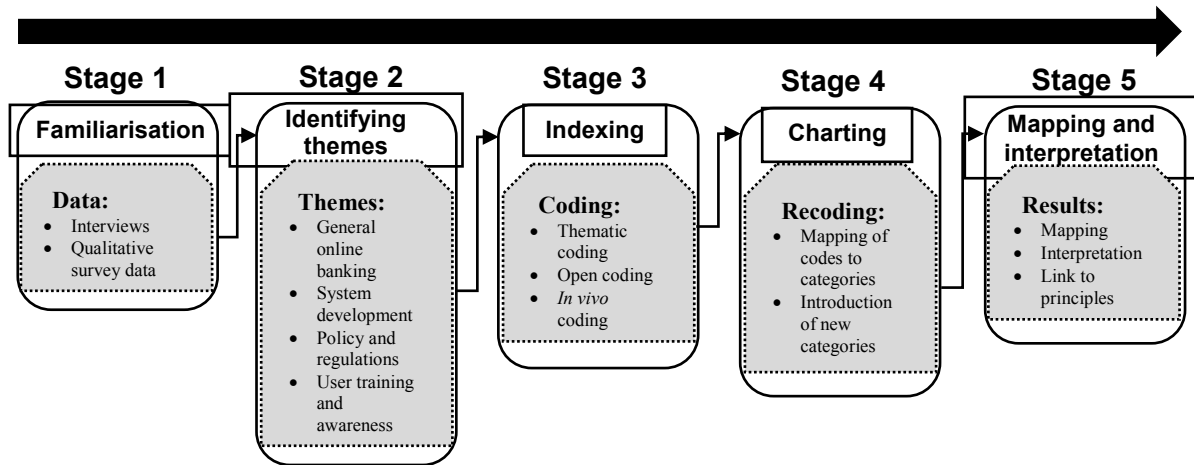 Stage 1
Familiarisation
Data:
• Interviews
• Qualitative
survey data
Stage 2
Identifying
themes
Themes:
• General
online
banking
• System
development
• Policy and
regulations
• User training
and
awareness
Stage 3
Indexing
Coding:
• Thematic
coding
• Open coding
• In vivo
coding
Stage 4
Charting
Recoding:
• Mapping of
codes to
categories
• Introduction
of new
categories
Stage 5
Mapping and
interpretation
Results:
• Mapping
• Interpretation
• Link to
principles